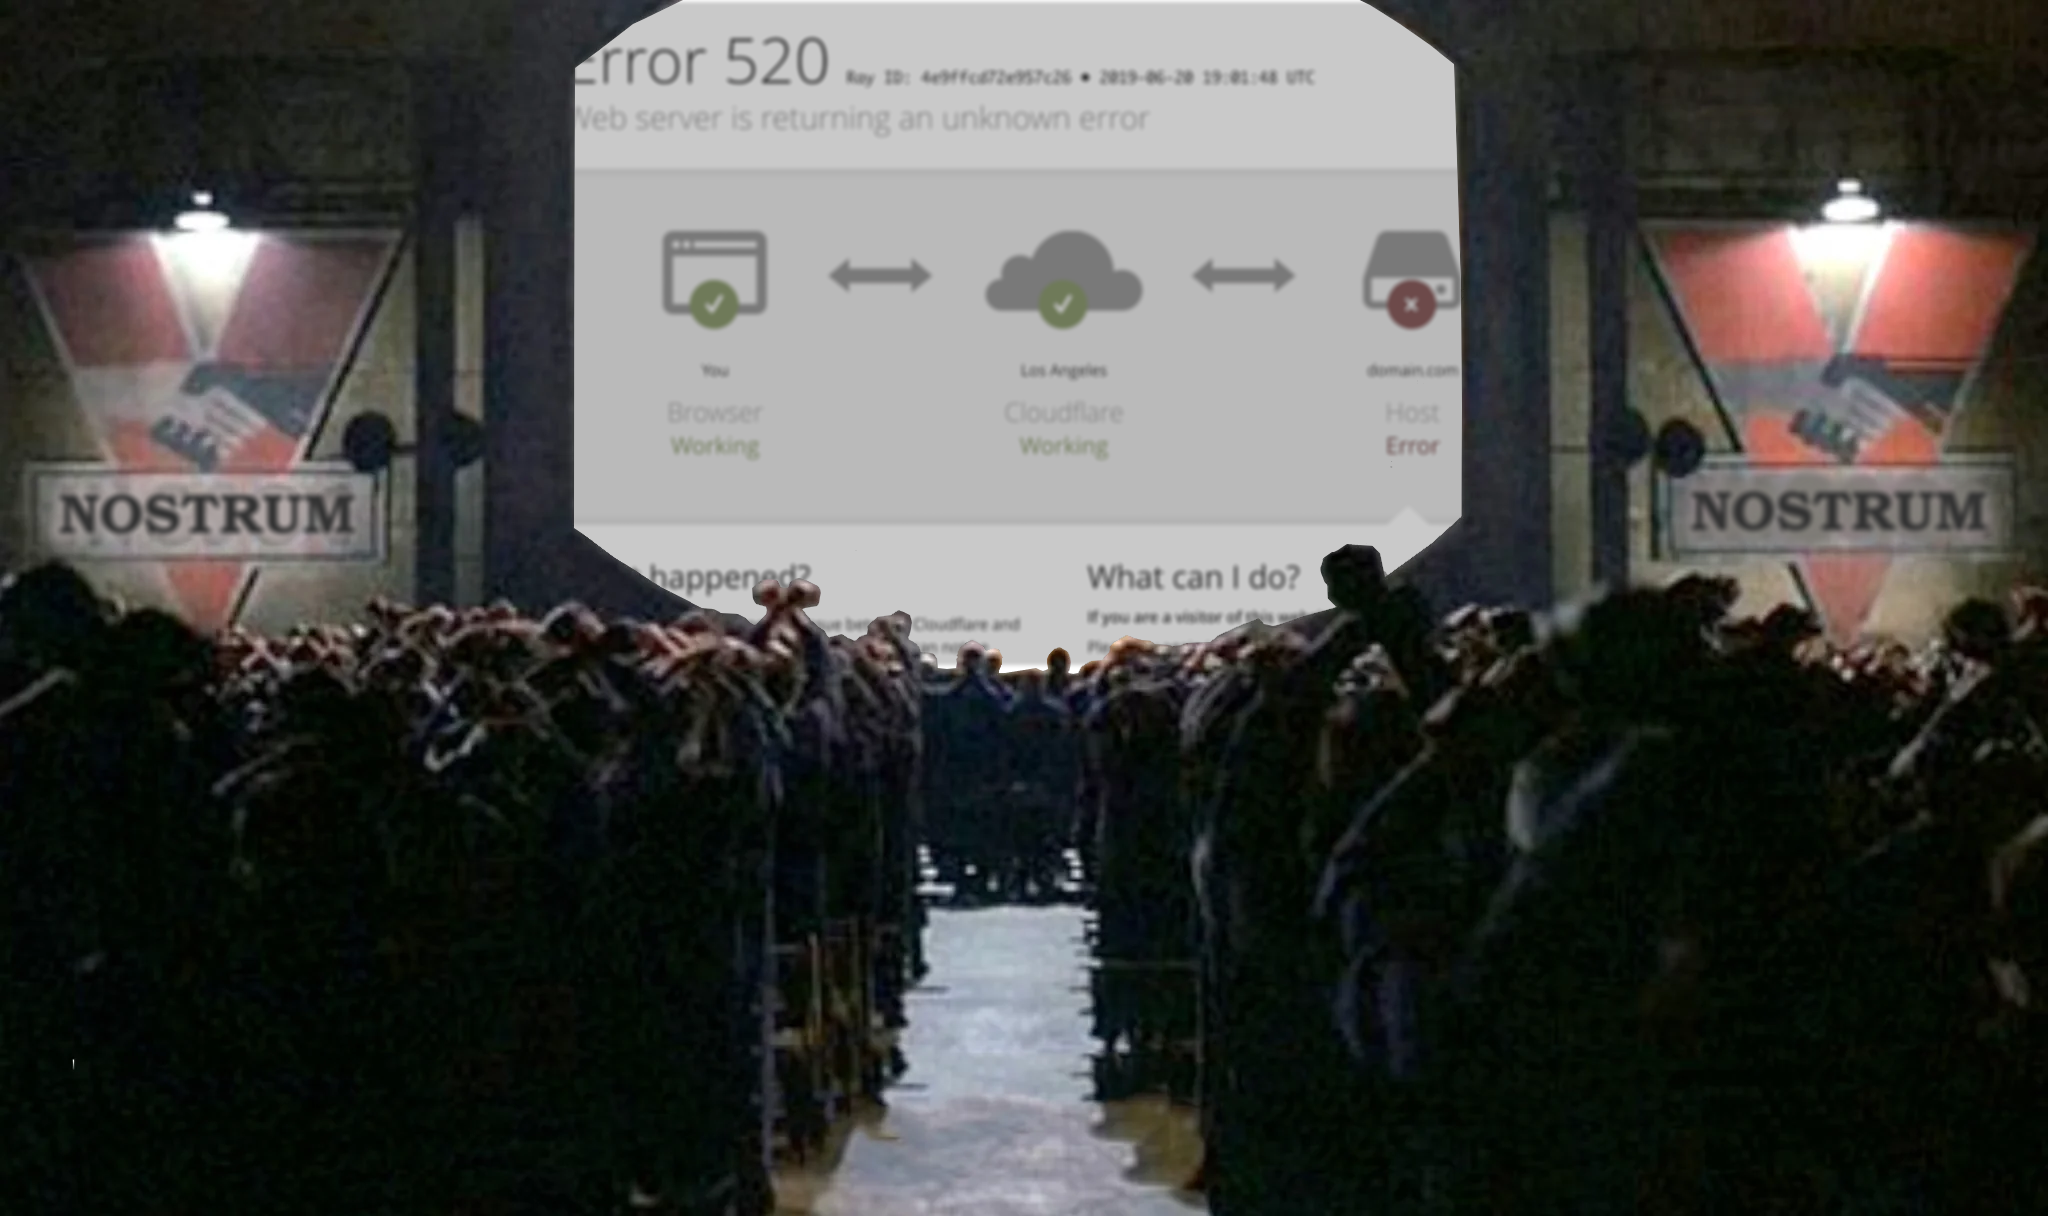 Error 520 Ray ID: 4e9ffcd72e957c26 • 2019-06-20 19:01:48 UTC
Web server is returning an unknown error
You
Browser
Working
Los Angeles
Cloudflare
Working
domain.com
Host
Error
NOSTRUM
NOSTRUM
happened?
Cloudflare and
What can I do?
If you are a visitor of this